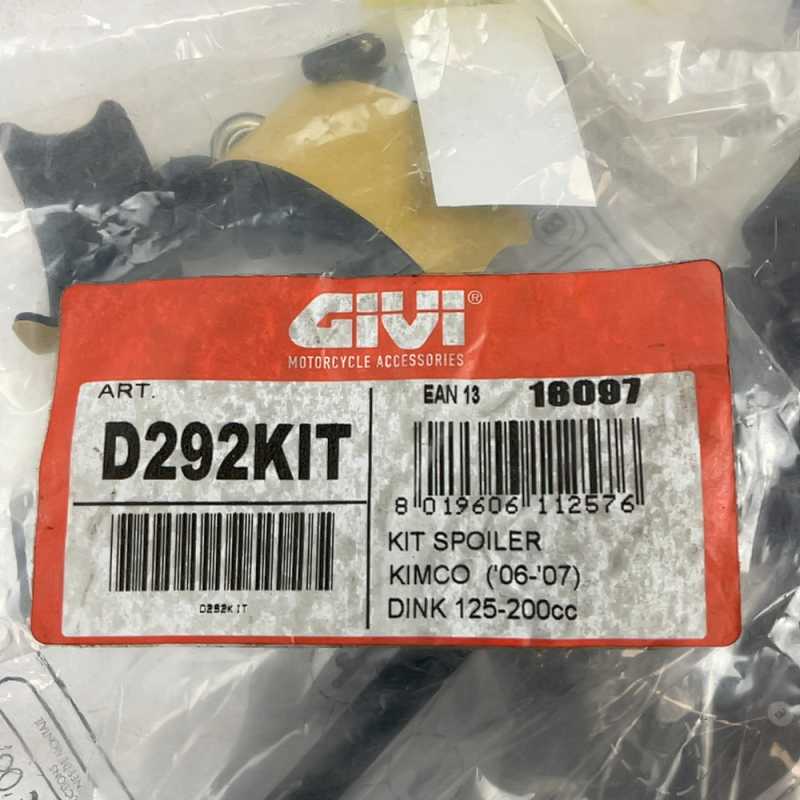 GIVI®
MOTORCYCLE ACCESSORIES
ART.
D292KIT
D292KIT
EAN 13 18097
8 019606 112576
KIT SPOILER
KIMCO ('06-'07)
DINK 125-200cc